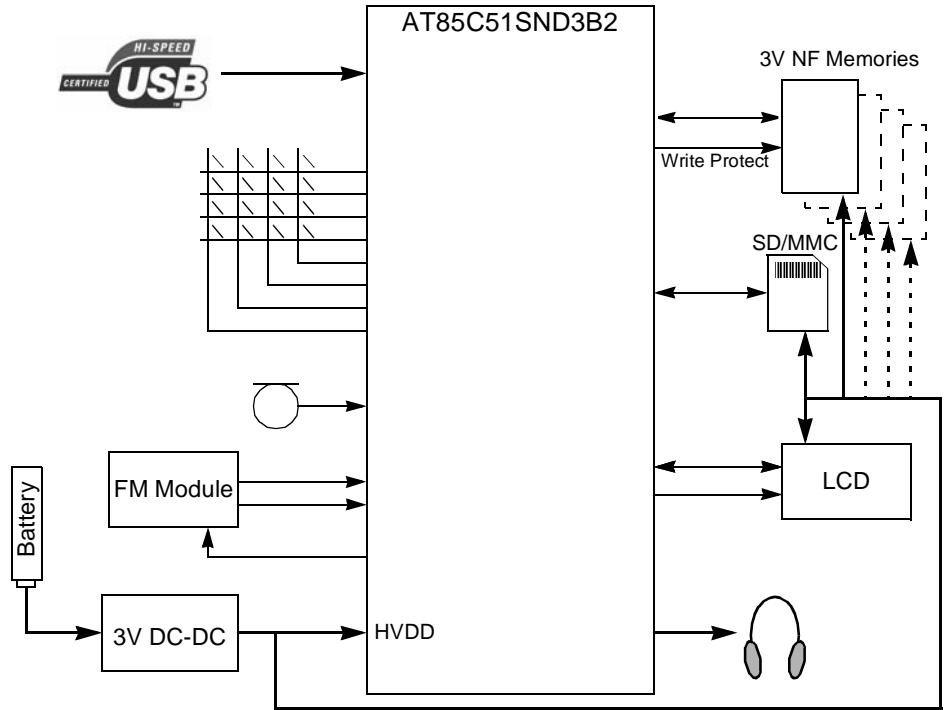 AT85C51SND3B2
HI-SPEED
CERTIFIED
USB
TM
3V NF Memories
Write Protect
SD/MMC
FM Module
LCD
Battery
3V DC-DC
HVDD